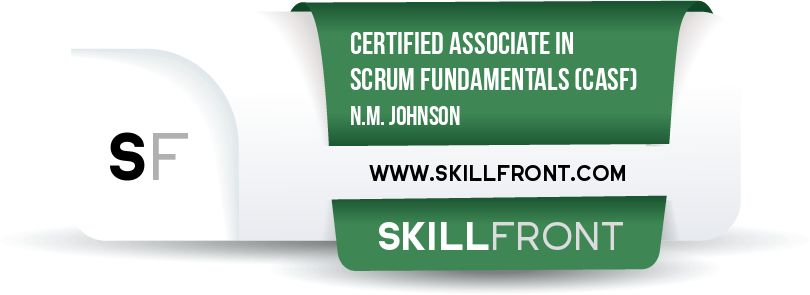 SF
CERTIFIED ASSOCIATE IN
SCRUM FUNDAMENTALS (CASF)
N.M. JOHNSON
WWW.SKILLFRONT.COM
SKILLFRONT